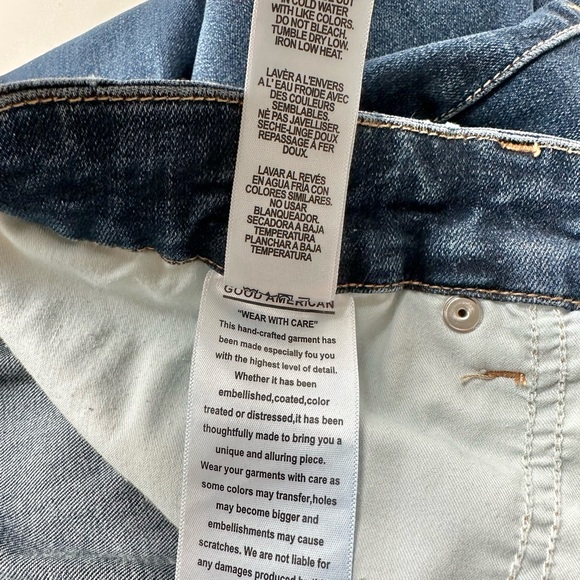 IN COLD WATER
WITH LIKE COLORS.
DO NOT BLEACH.
TUMBLE DRY LOW.
IRON LOW HEAT.
LAVÉR A L'ENVERS
A L'EAU FROIDE AVEC
DES COULEURS
SEMBLABLES.
NÉ PAS JAVELLISER.
SECHE-LINGE DOUX
REPASSAGE À FER
DOUX.
LAVAR AL REVÉS
EN AGUA FRÍA CON
COLORES SIMILARES.
NO USAR
BLANQUEADOR.
SECADORA A BAJA
TEMPERATURA
PLANCHAR A BAJA
TEMPERATURA
GOOD AMERICAN
"WEAR WITH CARE"
This hand-crafted garment has
been made especially fou you
with the highest level of detail.
Whether it has been
embellished,coated,color
treated or distressed,it has been
thoughtfully made to bring you a
unique and alluring piece.
Wear your garments with care as
some colors may transfer,holes
may become bigger and
embellishments may cause
scratches. We are not liable for
any damages produced by